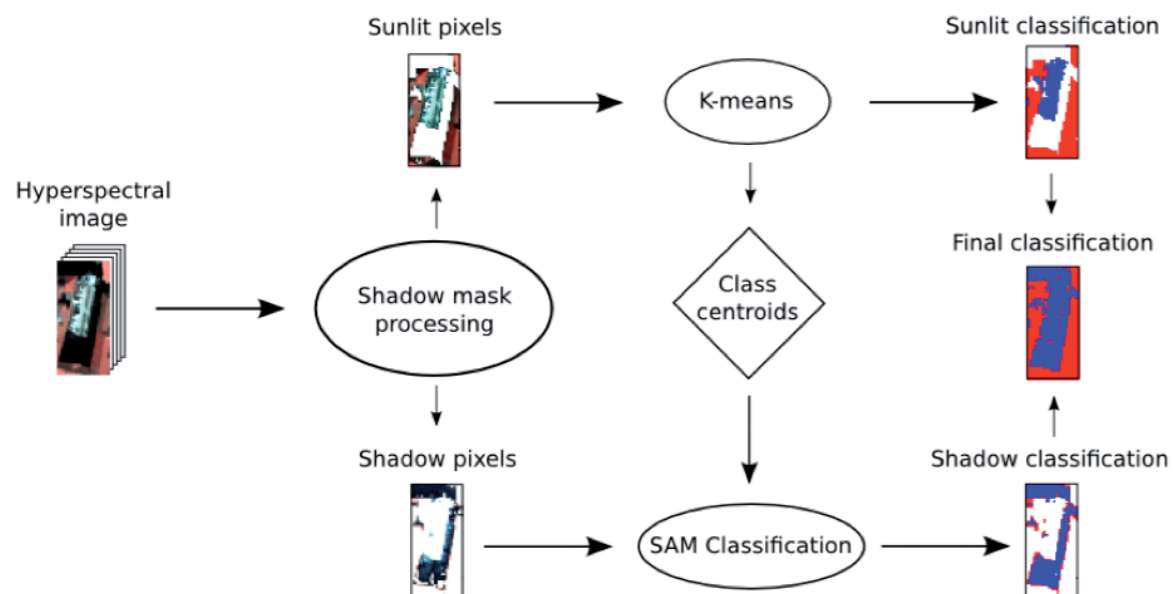 Sunlit pixels
Sunlit classification
K-means
Hyperspectral
image
Shadow mask
processing
Class
centroids
Final classification
Shadow pixels
Shadow classification
SAM Classification